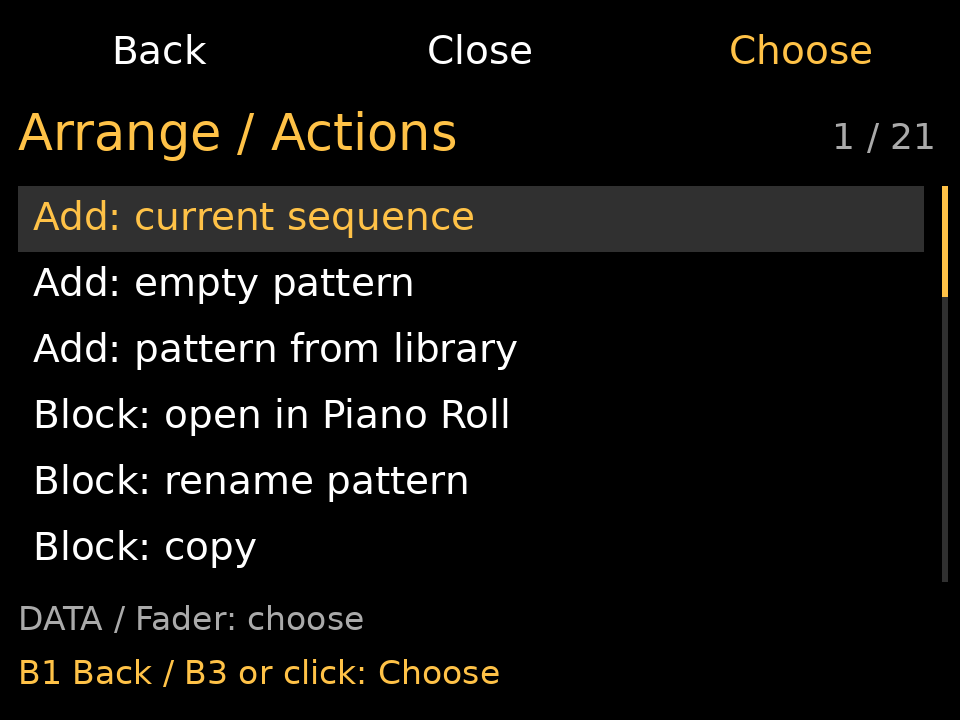 Back Close Choose
Arrange / Actions 1 / 21
Add: current sequence
Add: empty pattern
Add: pattern from library
Block: open in Piano Roll
Block: rename pattern
Block: copy
DATA / Fader: choose
B1 Back / B3 or click: Choose